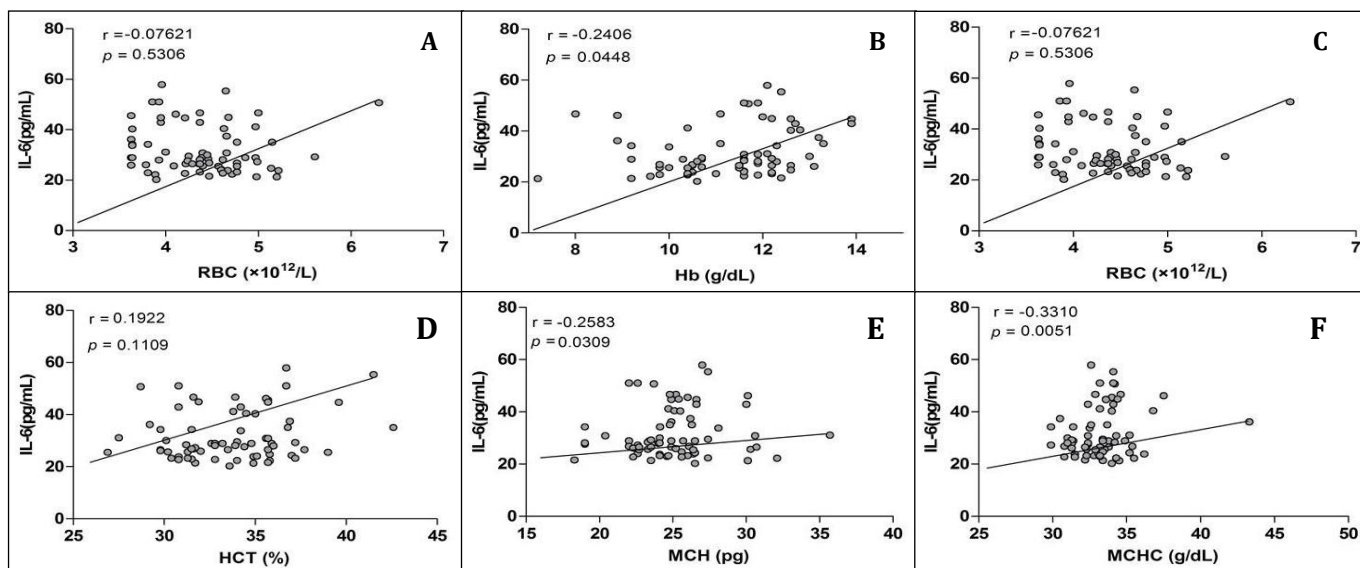 r =-0.07621
p = 0.5306
A
IL-6(pg/mL)
80
60
40
20
0
3
4
5
6
7
RBC (×10¹²/L)
r = -0.2406
p = 0.0448
B
IL-6(pg/mL)
80
60
40
20
0
8
10
12
14
Hb (g/dL)
r =-0.07621
p = 0.5306
C
IL-6(pg/mL)
80
60
40
20
0
3
4
5
6
7
RBC (×10¹²/L)
r = 0.1922
p = 0.1109
D
IL-6(pg/mL)
80
60
40
20
0
25
30
35
40
45
HCT (%)
r = -0.2583
p = 0.0309
E
IL-6(pg/mL)
80
60
40
20
0
20
30
40
MCH (pg)
r = -0.3310
p = 0.0051
F
IL-6(pg/mL)
80
60
40
20
0
25
30
35
40
45
50
MCHC (g/dL)